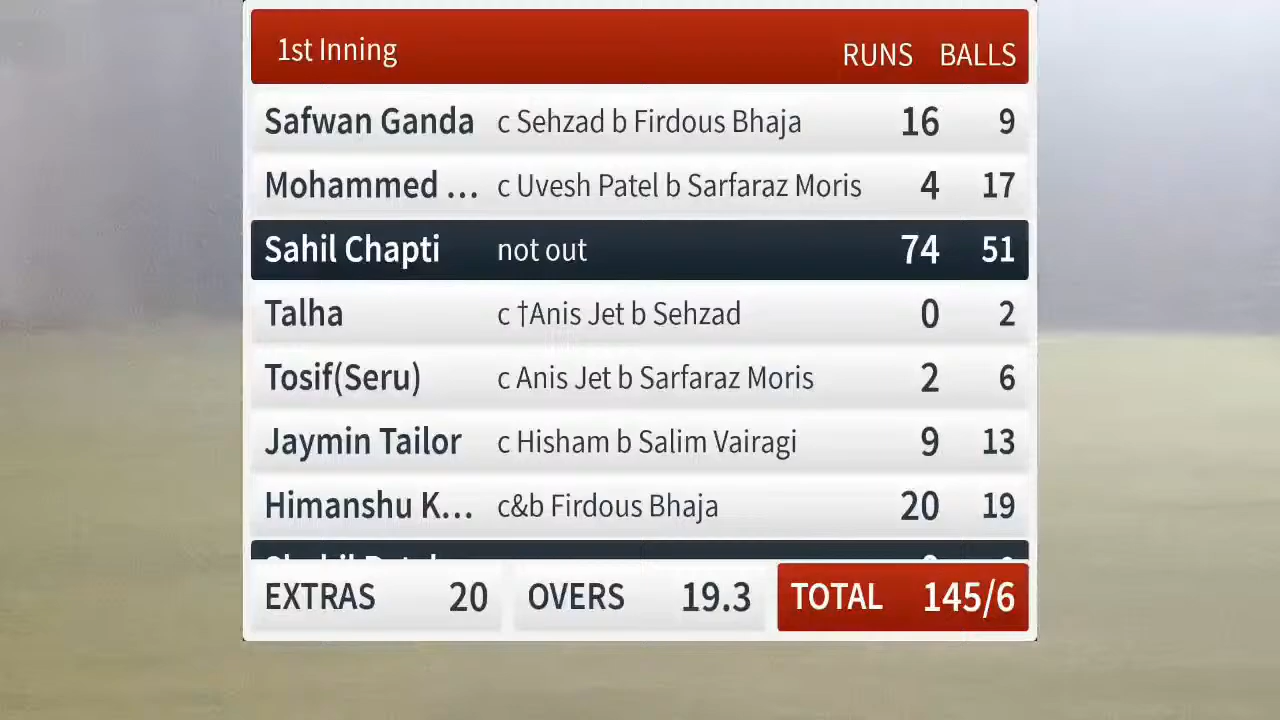 1st Inning RUNS BALLS
Safwan Ganda c Sehzad b Firdous Bhaja 16 9
Mohammed ... c Uvesh Patel b Sarfaraz Moris 4 17
Sahil Chapti not out 74 51
Talha c †Anis Jet b Sehzad 0 2
Tosif(Seru) c Anis Jet b Sarfaraz Moris 2 6
Jaymin Tailor c Hisham b Salim Vairagi 9 13
Himanshu K... c&b Firdous Bhaja 20 19
EXTRAS 20 OVERS 19.3 TOTAL 145/6